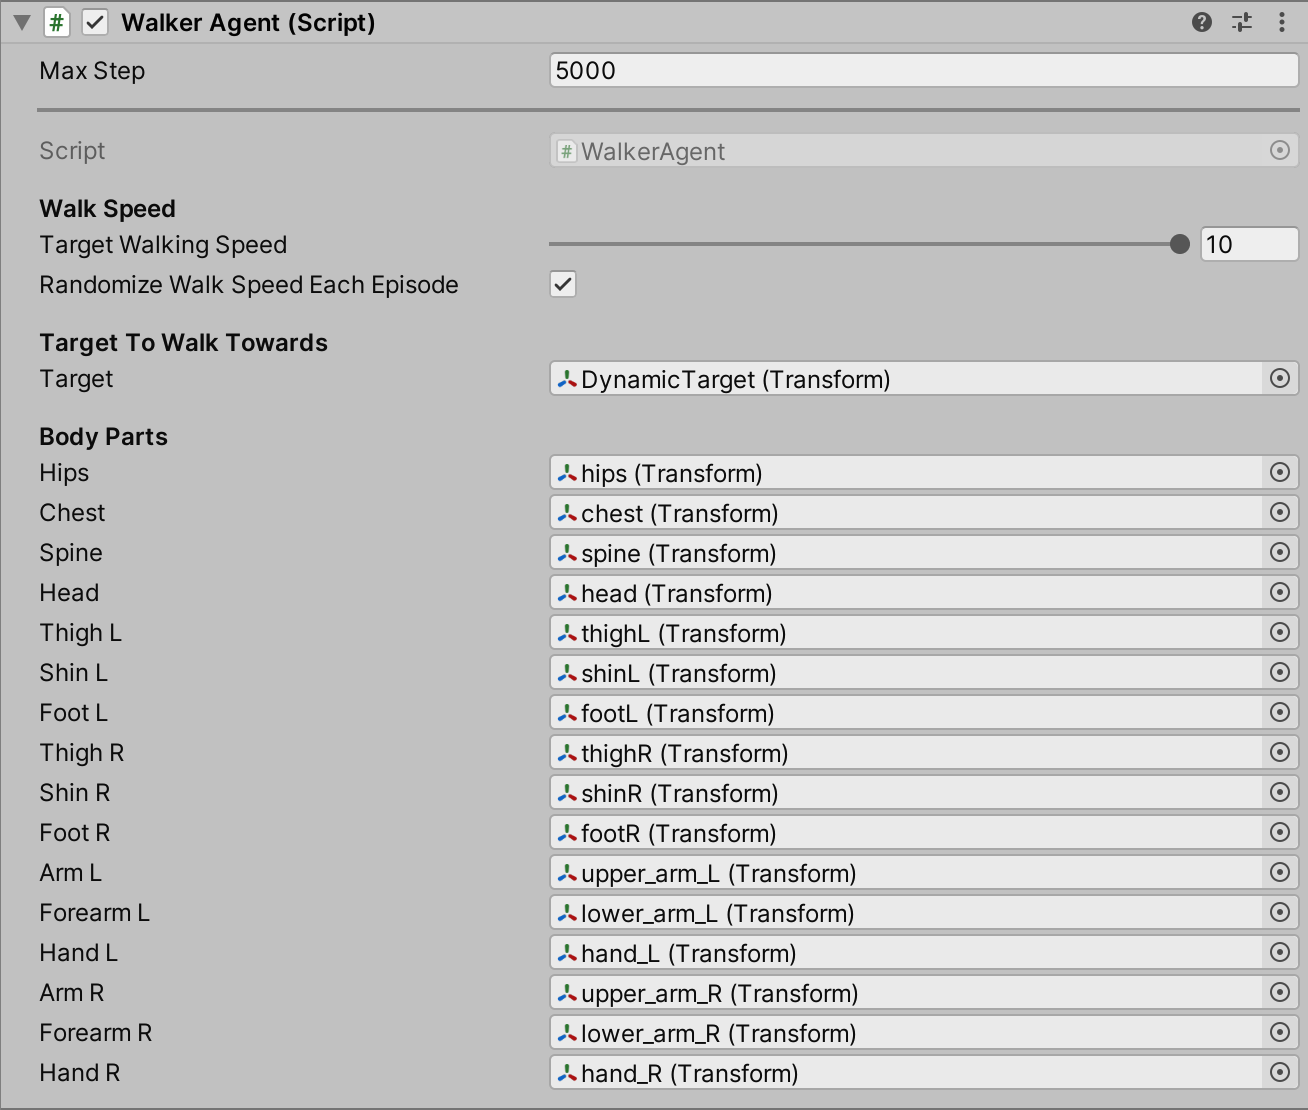 Walker Agent (Script)
Max Step 5000
Script WalkerAgent
Walk Speed
Target Walking Speed 10
Randomize Walk Speed Each Episode
Target To Walk Towards
Target DynamicTarget (Transform)
Body Parts
Hips hips (Transform)
Chest chest (Transform)
Spine spine (Transform)
Head head (Transform)
Thigh L thighL (Transform)
Shin L shinL (Transform)
Foot L footL (Transform)
Thigh R thighR (Transform)
Shin R shinR (Transform)
Foot R footR (Transform)
Arm L upper_arm_L (Transform)
Forearm L lower_arm_L (Transform)
Hand L hand_L (Transform)
Arm R upper_arm_R (Transform)
Forearm R lower_arm_R (Transform)
Hand R hand_R (Transform)